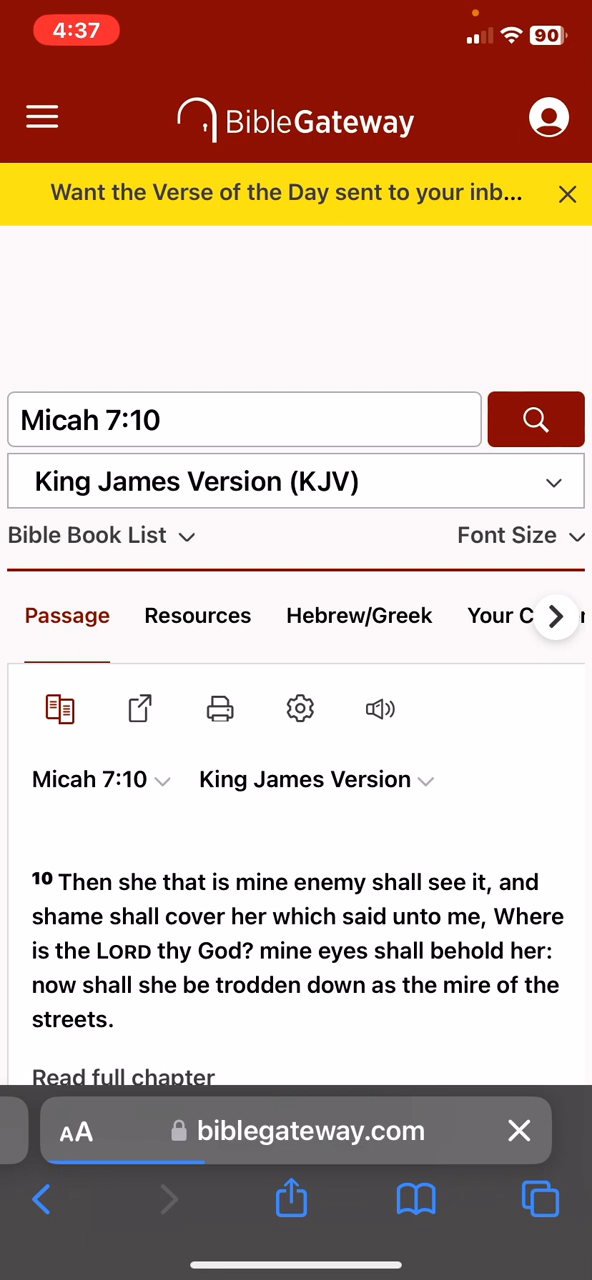 4:37
90
BibleGateway
Want the Verse of the Day sent to your inb...
Micah 7:10
King James Version (KJV)
Bible Book List
Font Size
Passage Resources Hebrew/Greek Your C
Micah 7:10 King James Version
10 Then she that is mine enemy shall see it, and
shame shall cover her which said unto me, Where
is the LORD thy God? mine eyes shall behold her:
now shall she be trodden down as the mire of the
streets.
Read full chapter
AA biblegateway.com